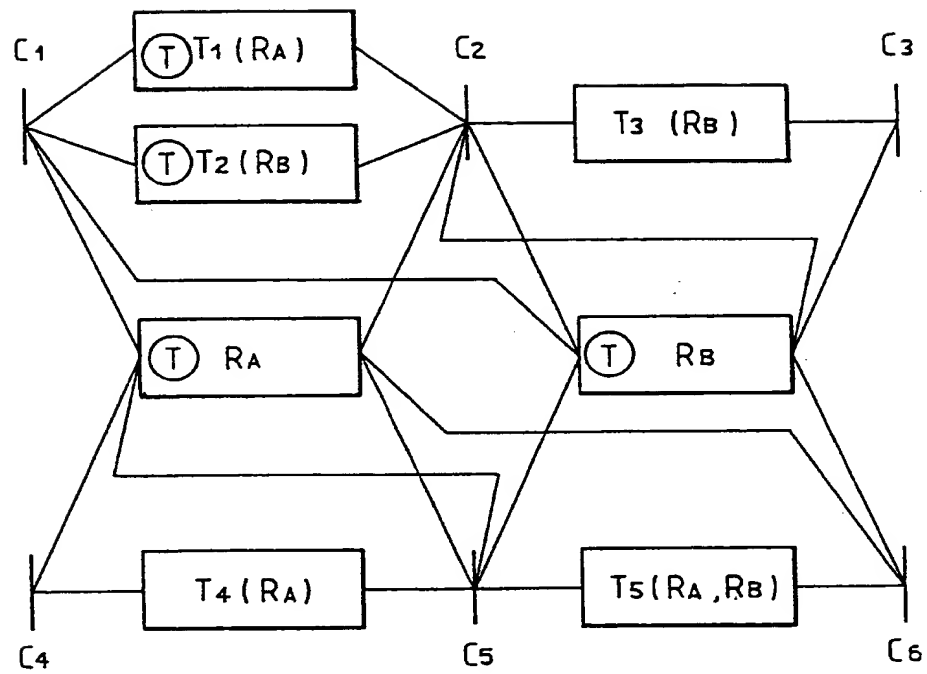 C1
T T1 (RA)
C2
C3
T3 (RB)
T T2 (RB)
T RA
T RB
T4 (RA)
T5 (RA, RB)
C4
C5
C6